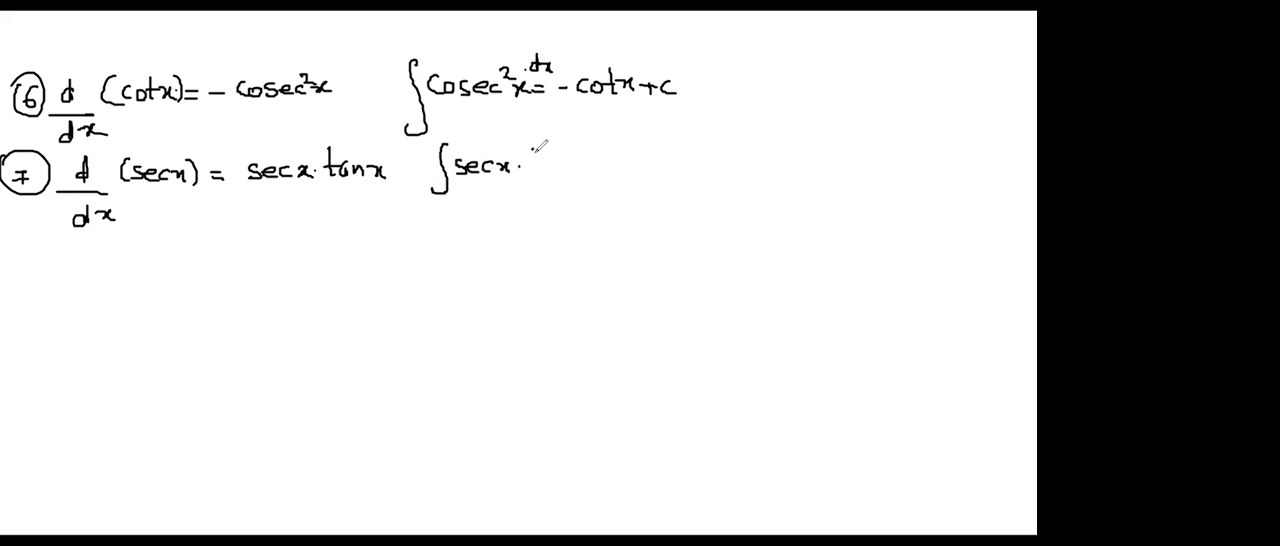 ⑥ d/dx (cotx) = - cosec²x ∫ cosec²x.dx = - cotx + c
⑦ d/dx (secx) = secx.tanx ∫ secx.